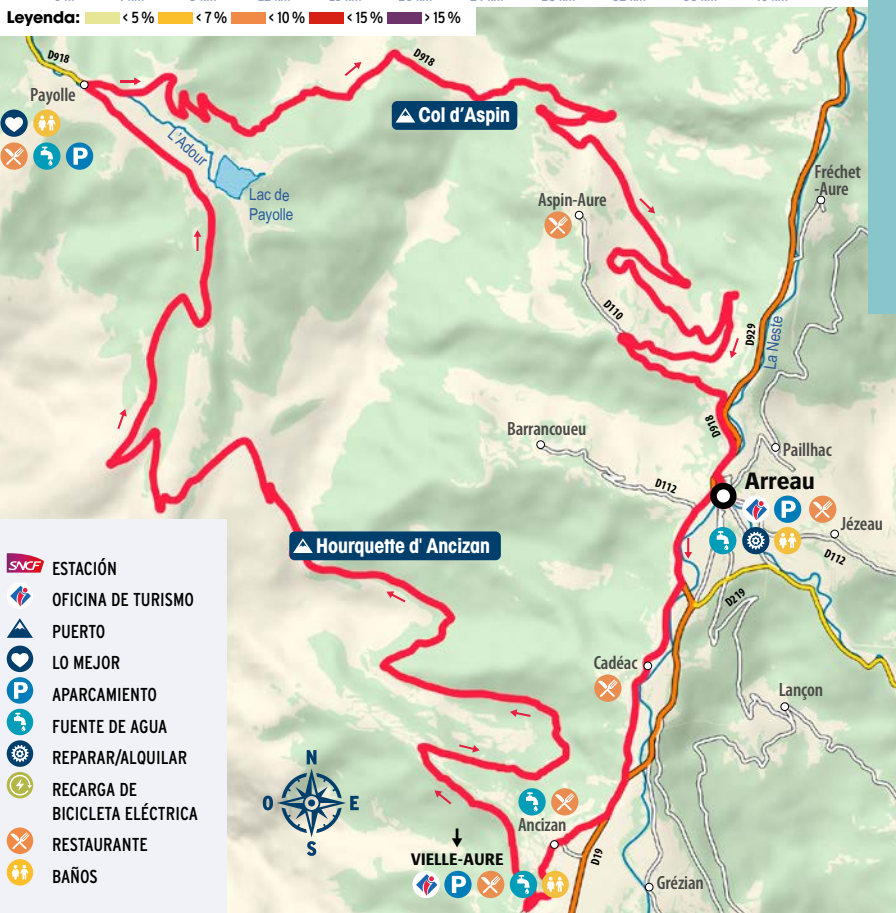 Leyenda: < 5 % < 7 % < 10 % < 15 % > 15 %
D918
Payolle
D918
Col d'Aspin
L'Adour
Lac de
Payolle
Fréchet
-Aure
Aspin-Aure
D110
D929
La Neste
D918
Barrancoueu
D112
Paillhac
Arreau
Jézeau
D112
Hourquette d' Ancizan
D219
Cadéac
Lançon
N
O E
S
Ancizan
VIELLE-AURE
D19
Grézian
SNCF ESTACIÓN
OFICINA DE TURISMO
PUERTO
LO MEJOR
P APARCAMIENTO
FUENTE DE AGUA
REPARAR/ALQUILAR
RECARGA DE
BICICLETA ELÉCTRICA
RESTAURANTE
BAÑOS
P
P
P